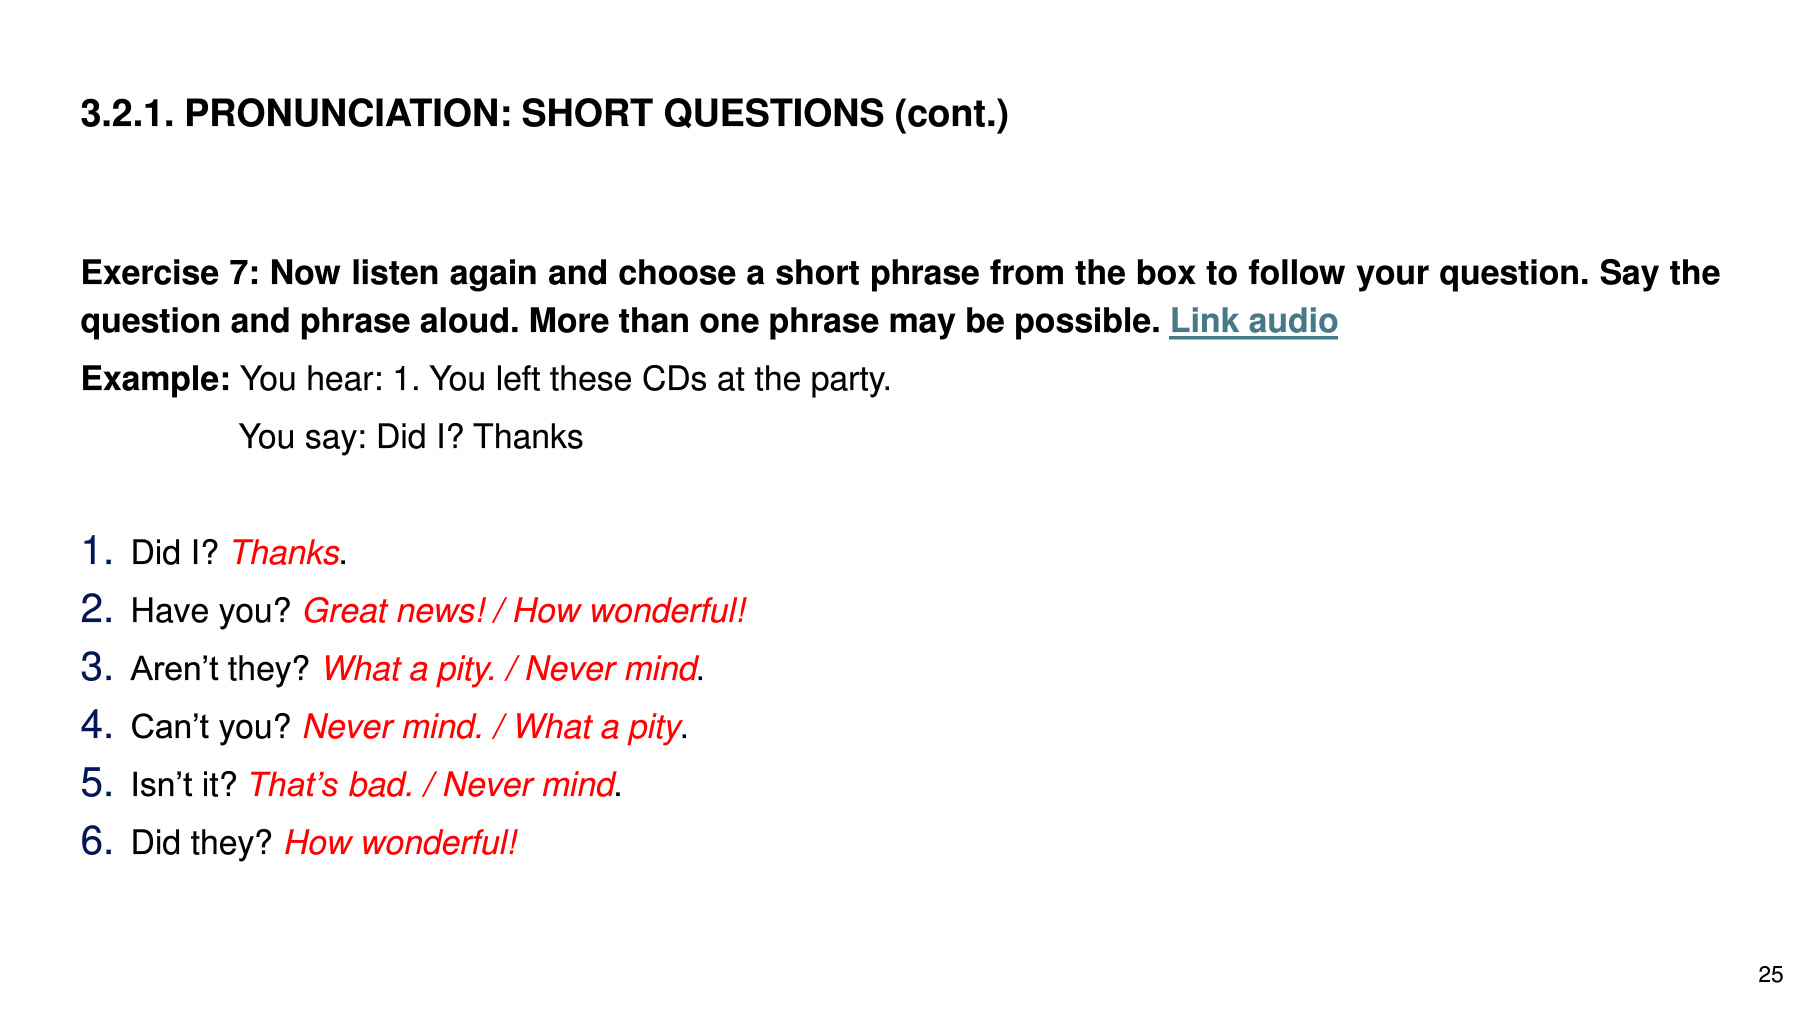 3.2.1. PRONUNCIATION: SHORT QUESTIONS (cont.)
Exercise 7: Now listen again and choose a short phrase from the box to follow your question. Say the
question and phrase aloud. More than one phrase may be possible. Link audio
Example: You hear: 1. You left these CDs at the party.
You say: Did I? Thanks
1. Did I? Thanks.
2. Have you? Great news! / How wonderful!
3. Aren’t they? What a pity. / Never mind.
4. Can’t you? Never mind. / What a pity.
5. Isn’t it? That’s bad. / Never mind.
6. Did they? How wonderful!
25